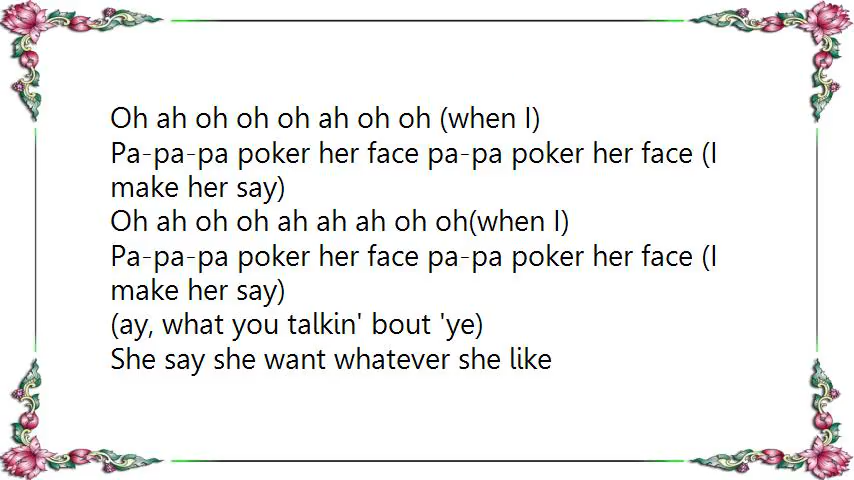 Oh ah oh oh oh ah oh oh (when I)
Pa-pa-pa poker her face pa-pa poker her face (I
make her say)
Oh ah oh oh ah ah ah oh oh(when I)
Pa-pa-pa poker her face pa-pa poker her face (I
make her say)
(ay, what you talkin' bout 'ye)
She say she want whatever she like